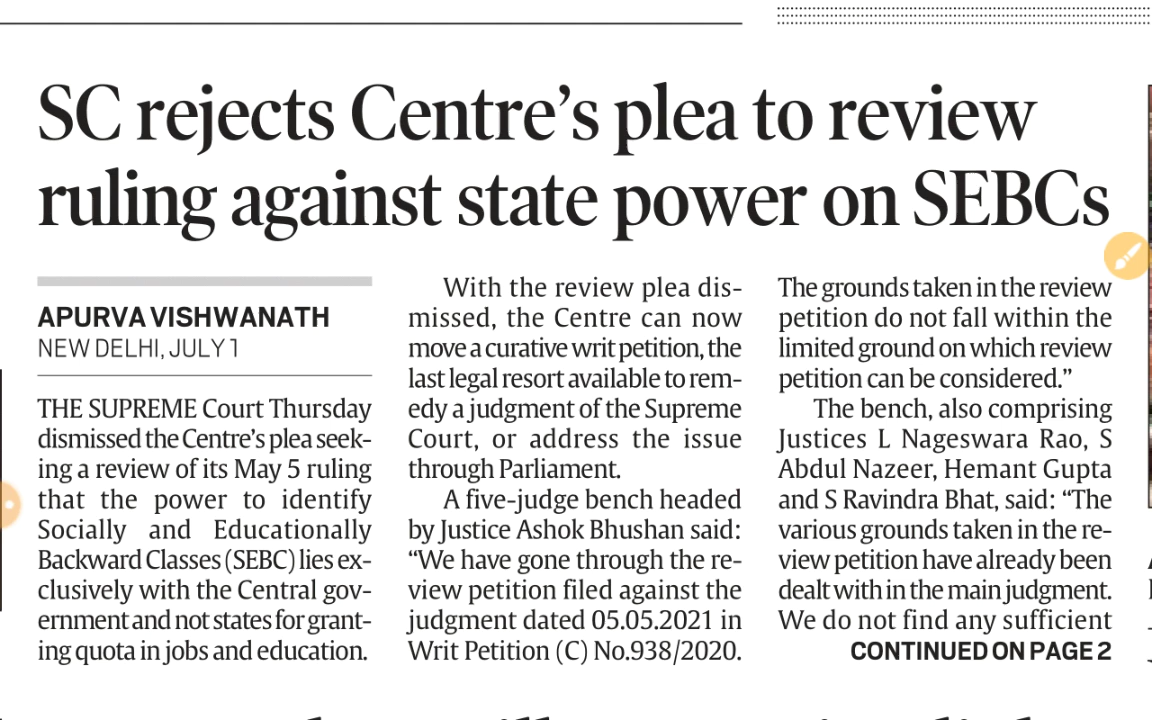 SC rejects Centre’s plea to review
ruling against state power on SEBCs
APURVA VISHWANATH
NEW DELHI, JULY 1
THE SUPREME Court Thursday
dismissed the Centre’s plea seek-
ing a review of its May 5 ruling
that the power to identify
Socially and Educationally
Backward Classes (SEBC) lies ex-
clusively with the Central gov-
ernment and not states for grant-
ing quota in jobs and education.
With the review plea dis-
missed, the Centre can now
move a curative writ petition, the
last legal resort available to rem-
edy a judgment of the Supreme
Court, or address the issue
through Parliament.
A five-judge bench headed
by Justice Ashok Bhushan said:
“We have gone through the re-
view petition filed against the
judgment dated 05.05.2021 in
Writ Petition (C) No.938/2020.
The grounds taken in the review
petition do not fall within the
limited ground on which review
petition can be considered.”
The bench, also comprising
Justices L Nageswara Rao, S
Abdul Nazeer, Hemant Gupta
and S Ravindra Bhat, said: “The
various grounds taken in the re-
view petition have already been
dealt with in the main judgment.
We do not find any sufficient
CONTINUED ON PAGE 2